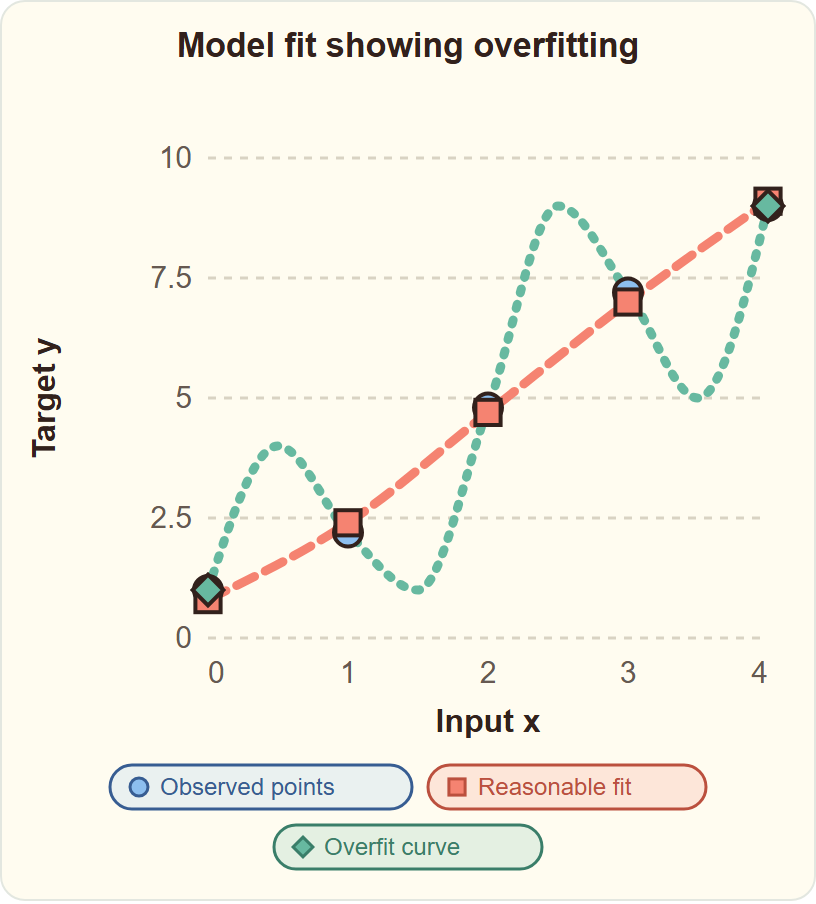 Model fit showing overfitting
10
7.5
5
2.5
0
Target y
0 1 2 3 4
Input x
Observed points
Reasonable fit
Overfit curve